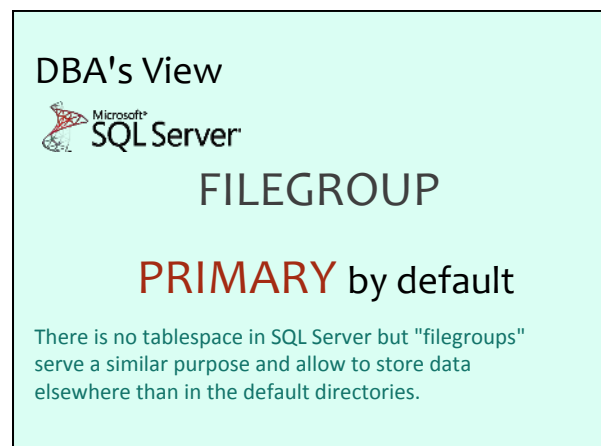 DBA's View
Microsoft®
SQL Server®
FILEGROUP
PRIMARY by default
There is no tablespace in SQL Server but "filegroups"
serve a similar purpose and allow to store data
elsewhere than in the default directories.